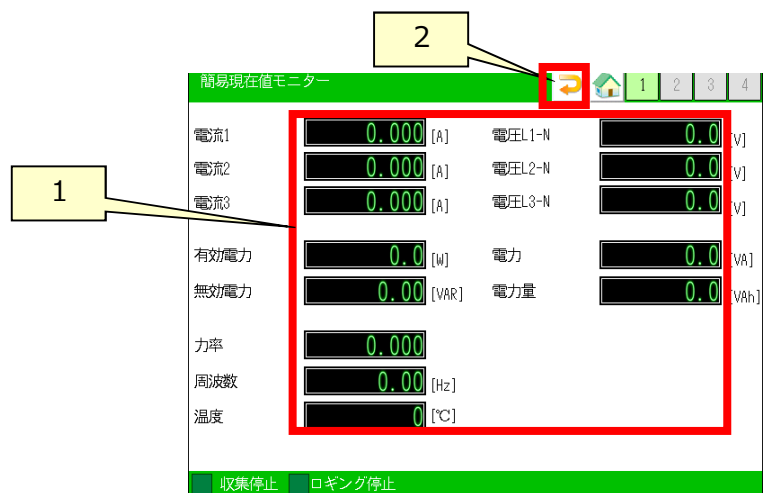 2
簡易現在値モニター 1 2 3 4
電流1 0.000 [A] 電圧L1-N 0.0 [V]
電流2 0.000 [A] 電圧L2-N 0.0 [V]
電流3 0.000 [A] 電圧L3-N 0.0 [V]
1
有効電力 0.0 [W] 電力 0.0 [VA]
無効電力 0.00 [VAR] 電力量 0.0 [VAh]
力率 0.000
周波数 0.00 [Hz]
温度 0 [℃]
収集停止 ロギング停止